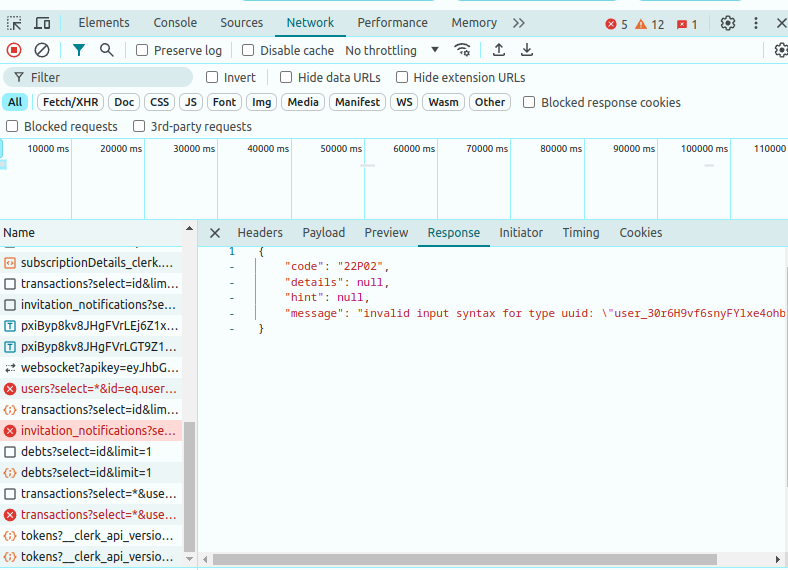 Elements Console Sources Network Performance Memory 5 12 1
Preserve log Disable cache No throttling
Filter Invert Hide data URLs Hide extension URLs
All Fetch/XHR Doc CSS JS Font Img Media Manifest WS Wasm Other Blocked response cookies
Blocked requests 3rd-party requests
10000 ms 20000 ms 30000 ms 40000 ms 50000 ms 60000 ms 70000 ms 80000 ms 90000 ms 100000 ms 110000
Name
Headers Payload Preview Response Initiator Timing Cookies
subscriptionDetails_clerk....
transactions?select=id&lim...
invitation_notifications?se...
pxiByp8kv8JHgFVrLEj6Z1x...
pxiByp8kv8JHgFVrLGT9Z1...
websocket?apikey=eyJhbG...
users?select=*&id=eq.user...
transactions?select=id&lim...
invitation_notifications?se...
debts?select=id&limit=1
debts?select=id&limit=1
transactions?select=*&use...
transactions?select=*&use...
tokens?__clerk_api_versio...
tokens?__clerk_api_versio...
1 {
- "code": "22P02",
- "details": null,
- "hint": null,
- "message": "invalid input syntax for type uuid: \"user_30r6H9vf6snyFYlxe4ohb
- }